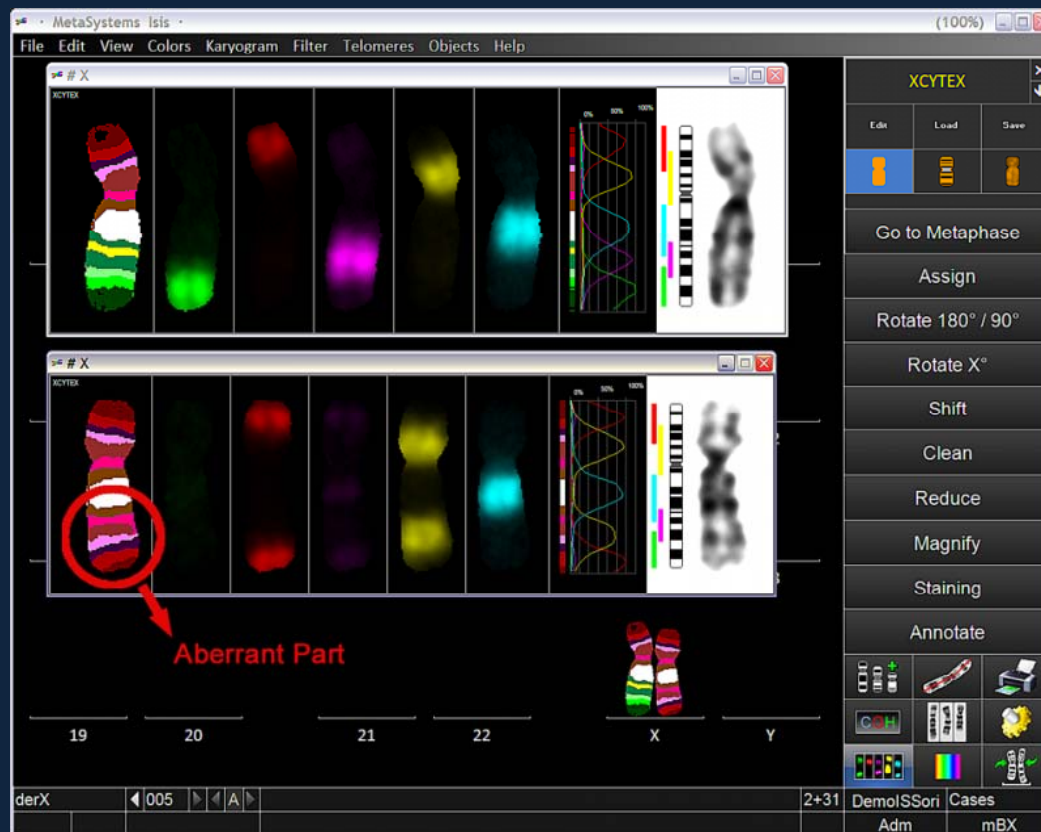 · MetaSystems Isis · (100%)
File Edit View Colors Karyogram Filter Telomeres Objects Help
# X
XCYTEX
0% 50% 100%
XCYTEX
Edit Load Save
Go to Metaphase
Assign
Rotate 180° / 90°
Rotate X°
Shift
Clean
Reduce
Magnify
Staining
Annotate
# X
XCYTEX
0% 50% 100%
Aberrant Part
19 20 21 22 X Y
CGH
derX 005 A 2+31 DemoISSori Cases
Adm mBX